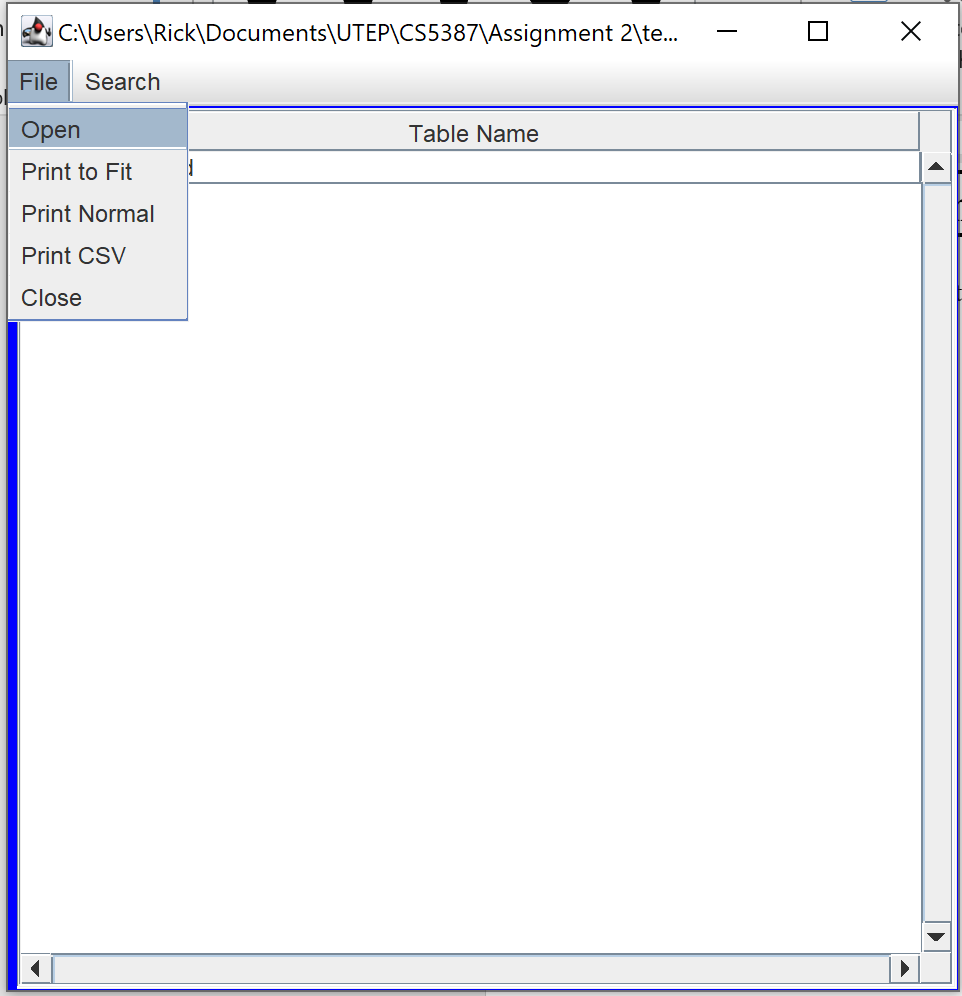 C:\Users\Rick\Documents\UTEP\CS5387\Assignment 2\te...
File Search
Open
Table Name
Print to Fit
Print Normal
Print CSV
Close